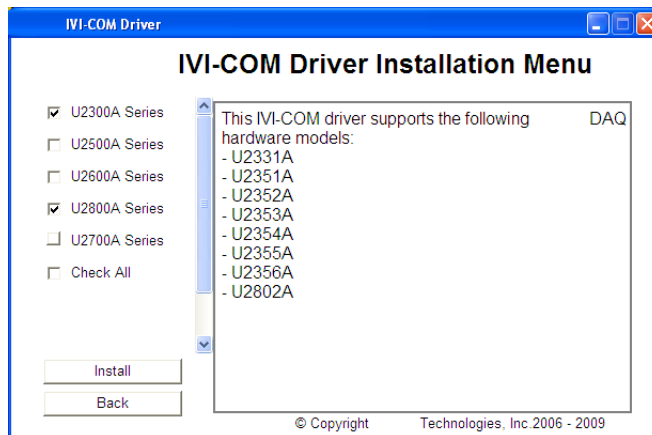 IVI-COM Driver
IVI-COM Driver Installation Menu
U2300A Series
U2500A Series
U2600A Series
U2800A Series
U2700A Series
Check All
Install
Back
This IVI-COM driver supports the following DAQ
hardware models:
- U2331A
- U2351A
- U2352A
- U2353A
- U2354A
- U2355A
- U2356A
- U2802A
© Copyright Technologies, Inc.2006 - 2009